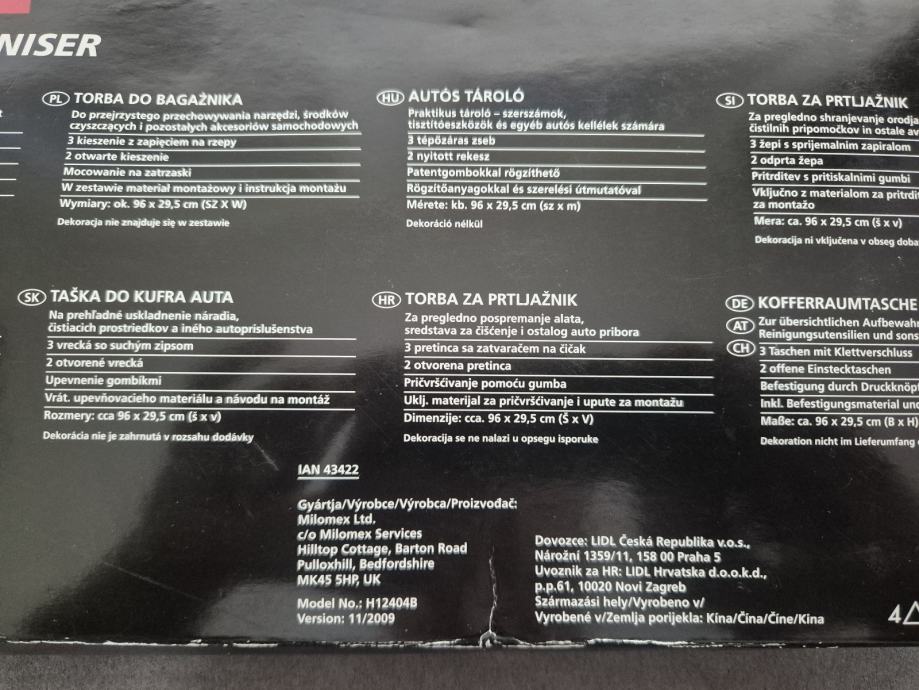 NISER
PL TORBA DO BAGAŻNIKA
Do przejrzystego przechowywania narzędzi, środków
czyszczących i pozostałych akcesoriów samochodowych
3 kieszenie z zapięciem na rzepy
2 otwarte kieszenie
Mocowanie na zatrzaski
W zestawie materiał montażowy i instrukcja montażu
Wymiary: ok. 96 x 29,5 cm (SZ X W)
Dekoracja nie znajduje się w zestawie
HU AUTÓS TÁROLÓ
Praktikus tároló – szerszámok,
tisztítóeszközök és egyéb autós kellékek számára
3 tépőzáras zseb
2 nyitott rekesz
Patentgombokkal rögzíthető
Rögzítőanyagokkal és szerelési útmutatóval
Mérete: kb. 96 x 29,5 cm (sz x m)
Dekoráció nélkül
SI TORBA ZA PRTLJAŽNIK
Za pregledno shranjevanje orodja
čistilnih pripomočkov in ostale av
3 žepi s sprijemalnim zapiralom
2 odprta žepa
Pritrditev s pritiskalnimi gumbi
Vključno z materialom za pritrdit
za montažo
Mera: ca. 96 x 29,5 cm (š x v)
Dekoracija ni vključena v obseg doba
SK TAŠKA DO KUFRA AUTA
Na prehľadné uskladnenie náradia,
čistiacich prostriedkov a iného autoprislušenstva
3 vrecká so suchým zipsom
2 otvorené vrecká
Upevnenie gombíkmi
Vrát. upevňovacieho materiálu a návodu na montáž
Rozmery: cca 96 x 29,5 cm (š x v)
Dekorácia nie je zahrnutá v rozsahu dodávky
HR TORBA ZA PRTLJAŽNIK
Za pregledno pospremanje alata,
sredstava za čišćenje i ostalog auto pribora
3 pretinca sa zatvaračem na čičak
2 otvorena pretinca
Pričvršćivanje pomoću gumba
Uklj. materijal za pričvršćivanje i upute za montažu
Dimenzije: cca. 96 x 29,5 cm (Š x V)
Dekoracija se ne nalazi u opsegu isporuke
DE AT CH KOFFERRAUMTASCHE
Zur übersichtlichen Aufbewah
Reinigungsutensilien und sons
3 Taschen mit Klettverschluss
2 offene Einstecktaschen
Befestigung durch Druckknöpf
Inkl. Befestigungsmaterial und
Maße: ca. 96 x 29,5 cm (B x H)
Dekoration nicht im Lieferumfang
IAN 43422
Gyártja/Výrobce/Výrobca/Proizvođač:
Milomex Ltd.
c/o Milomex Services
Hilltop Cottage, Barton Road
Pulloxhill, Bedfordshire
MK45 5HP, UK
Model No.: H12404B
Version: 11/2009
Dovozce: LIDL Česká Republika v.o.s.,
Nárožní 1359/11, 158 00 Praha 5
Uvoznik za HR: LIDL Hrvatska d.o.o.k.d.,
p.p.61, 10020 Novi Zagreb
Származási hely/Vyrobeno v/
Vyrobené v/Zemlja porijekla: Kína/Čína/Číne/Kina
4